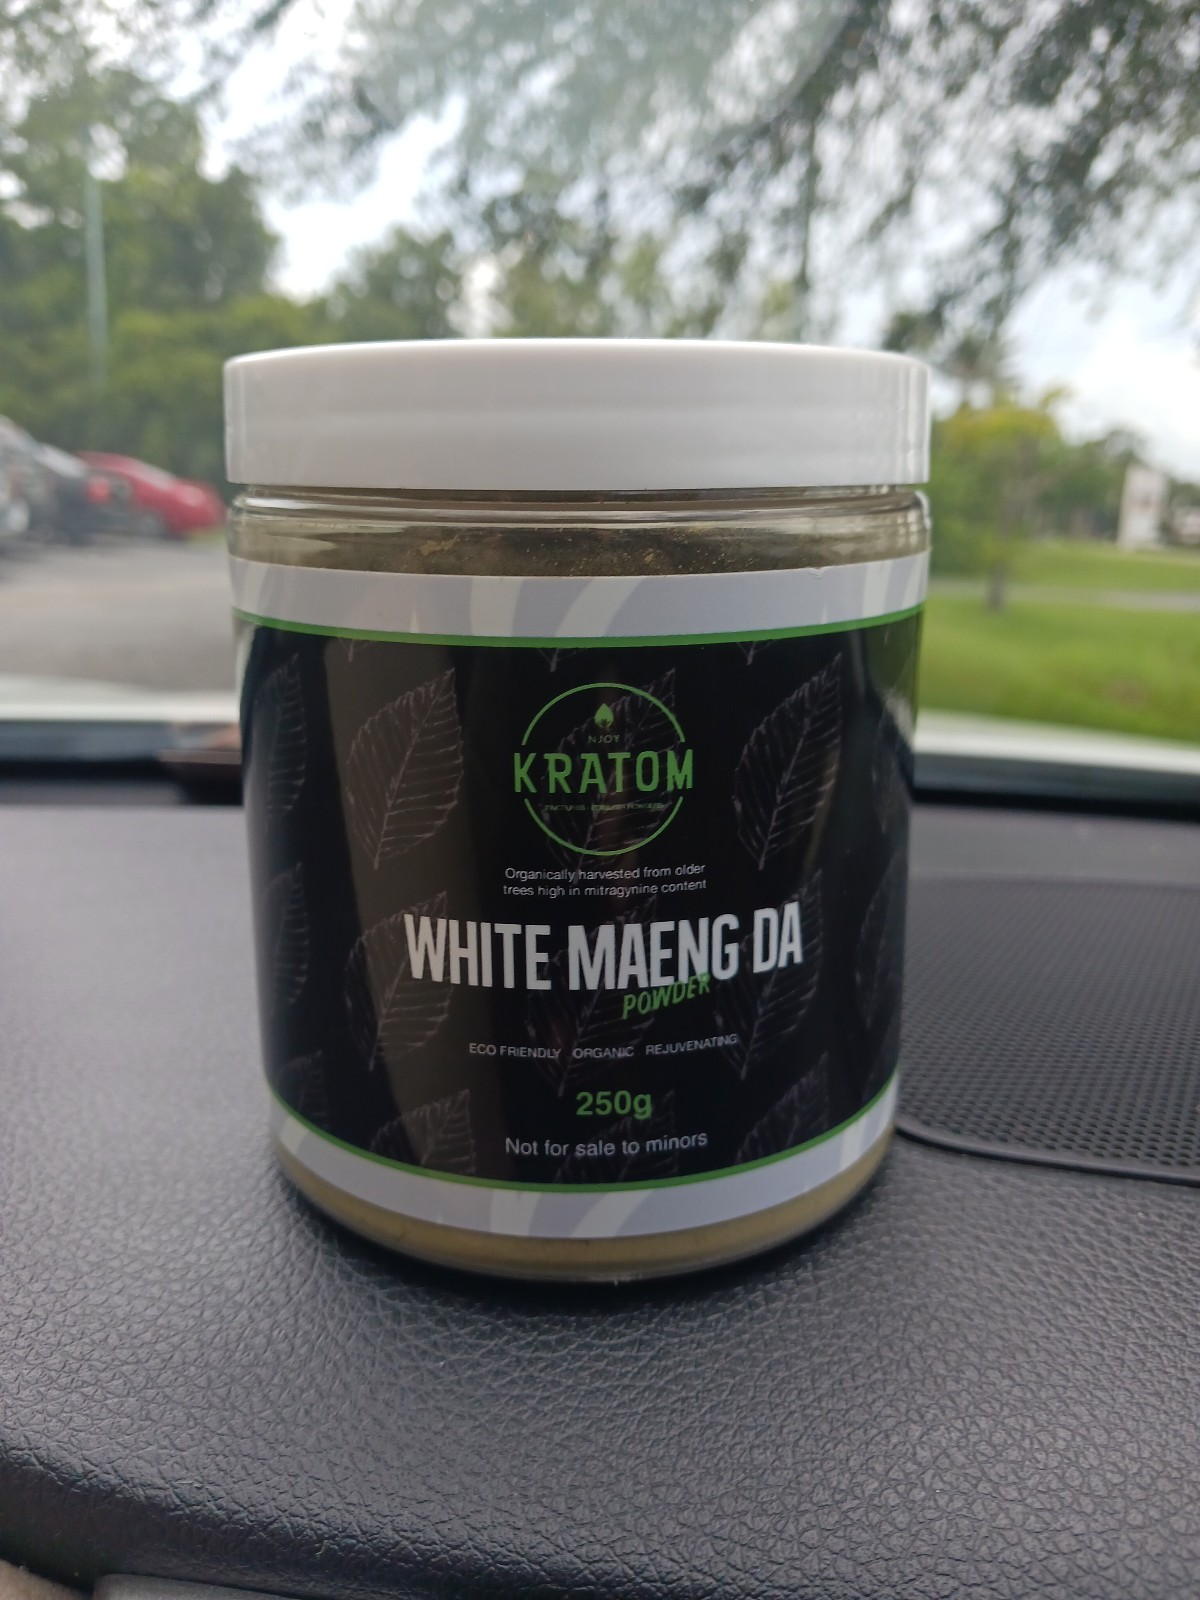 NJOY
KRATOM
Organically harvested from older
trees high in mitragynine content
WHITE MAENG DA
POWDER
ECO FRIENDLY ORGANIC REJUVENATING
250g
Not for sale to minors